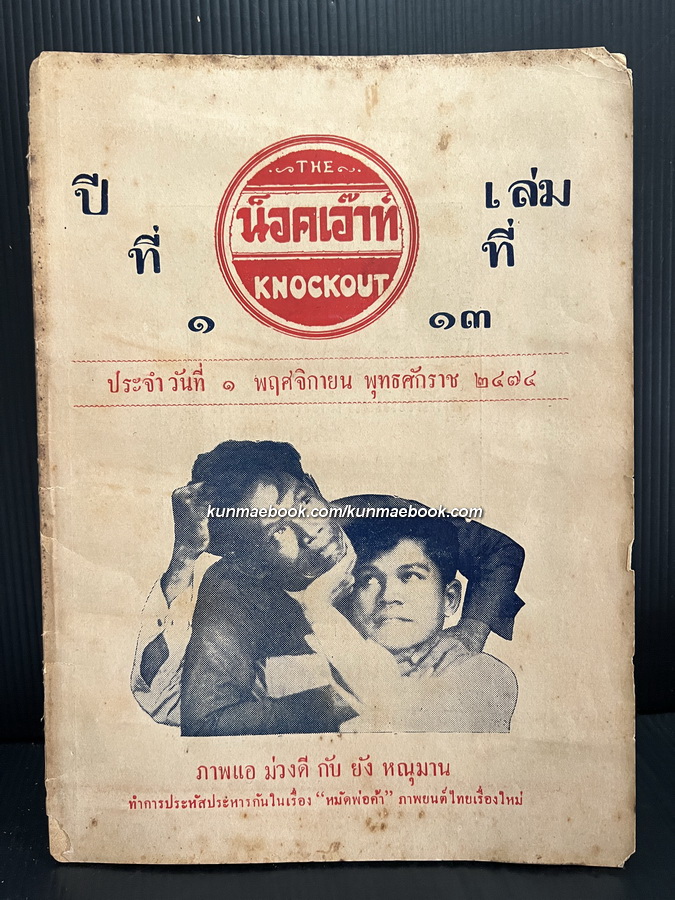 ปี
ที่
๑
THE
น็อคเอ๊าท์
KNOCKOUT
เล่ม
ที่
๑๓
ประจำวันที่ ๑ พฤศจิกายน พุทธศักราช ๒๔๗๔
kunmaebook.com/kunmaebook.com
ภาพแอ ม่วงดี กับ ยัง หณุมาน
ทำการประหัสประหารกันในเรื่อง “หมัดพ่อค้า” ภาพยนต์ไทยเรื่องใหม่